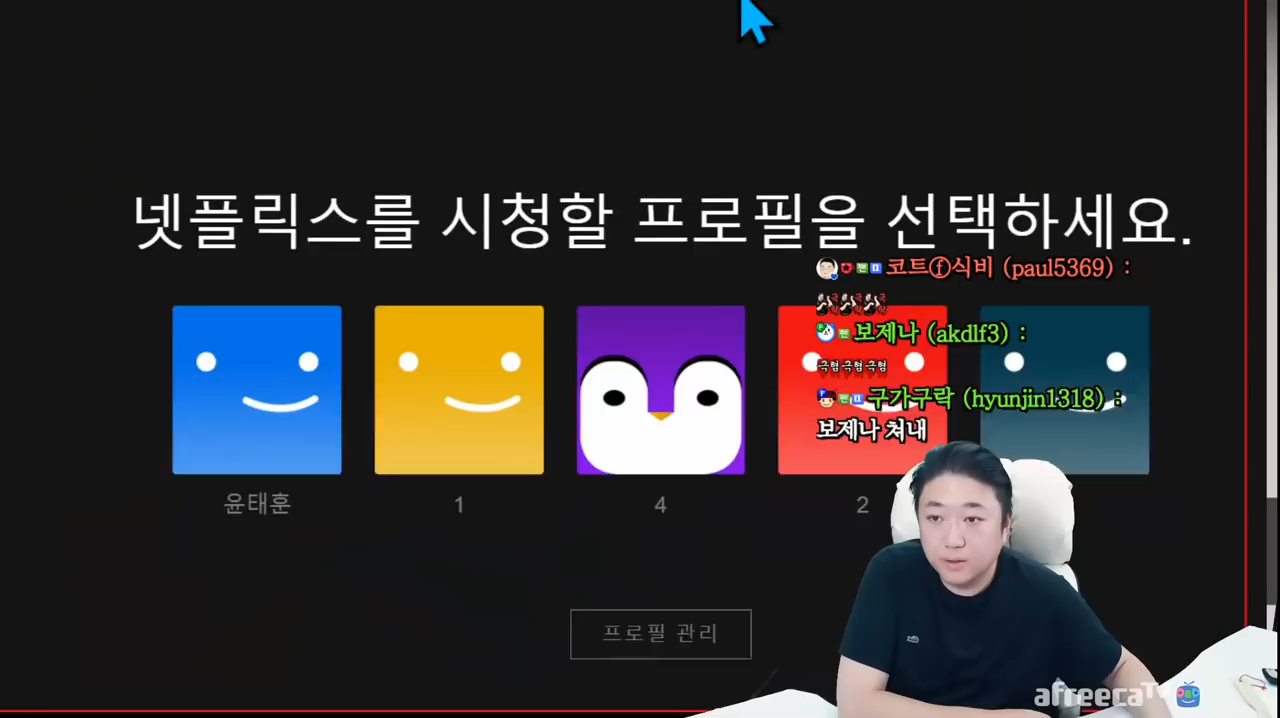 넷플릭스를 시청할 프로필을 선택하세요.
코트ⓕ식비 (paul5369) :
보제나 (akdlf3) :
극혐 극혐 극혐
구가구락 (hyunjin1318) :
보제나 쳐내
윤태훈
1
4
2
프로필 관리
afreecaTV